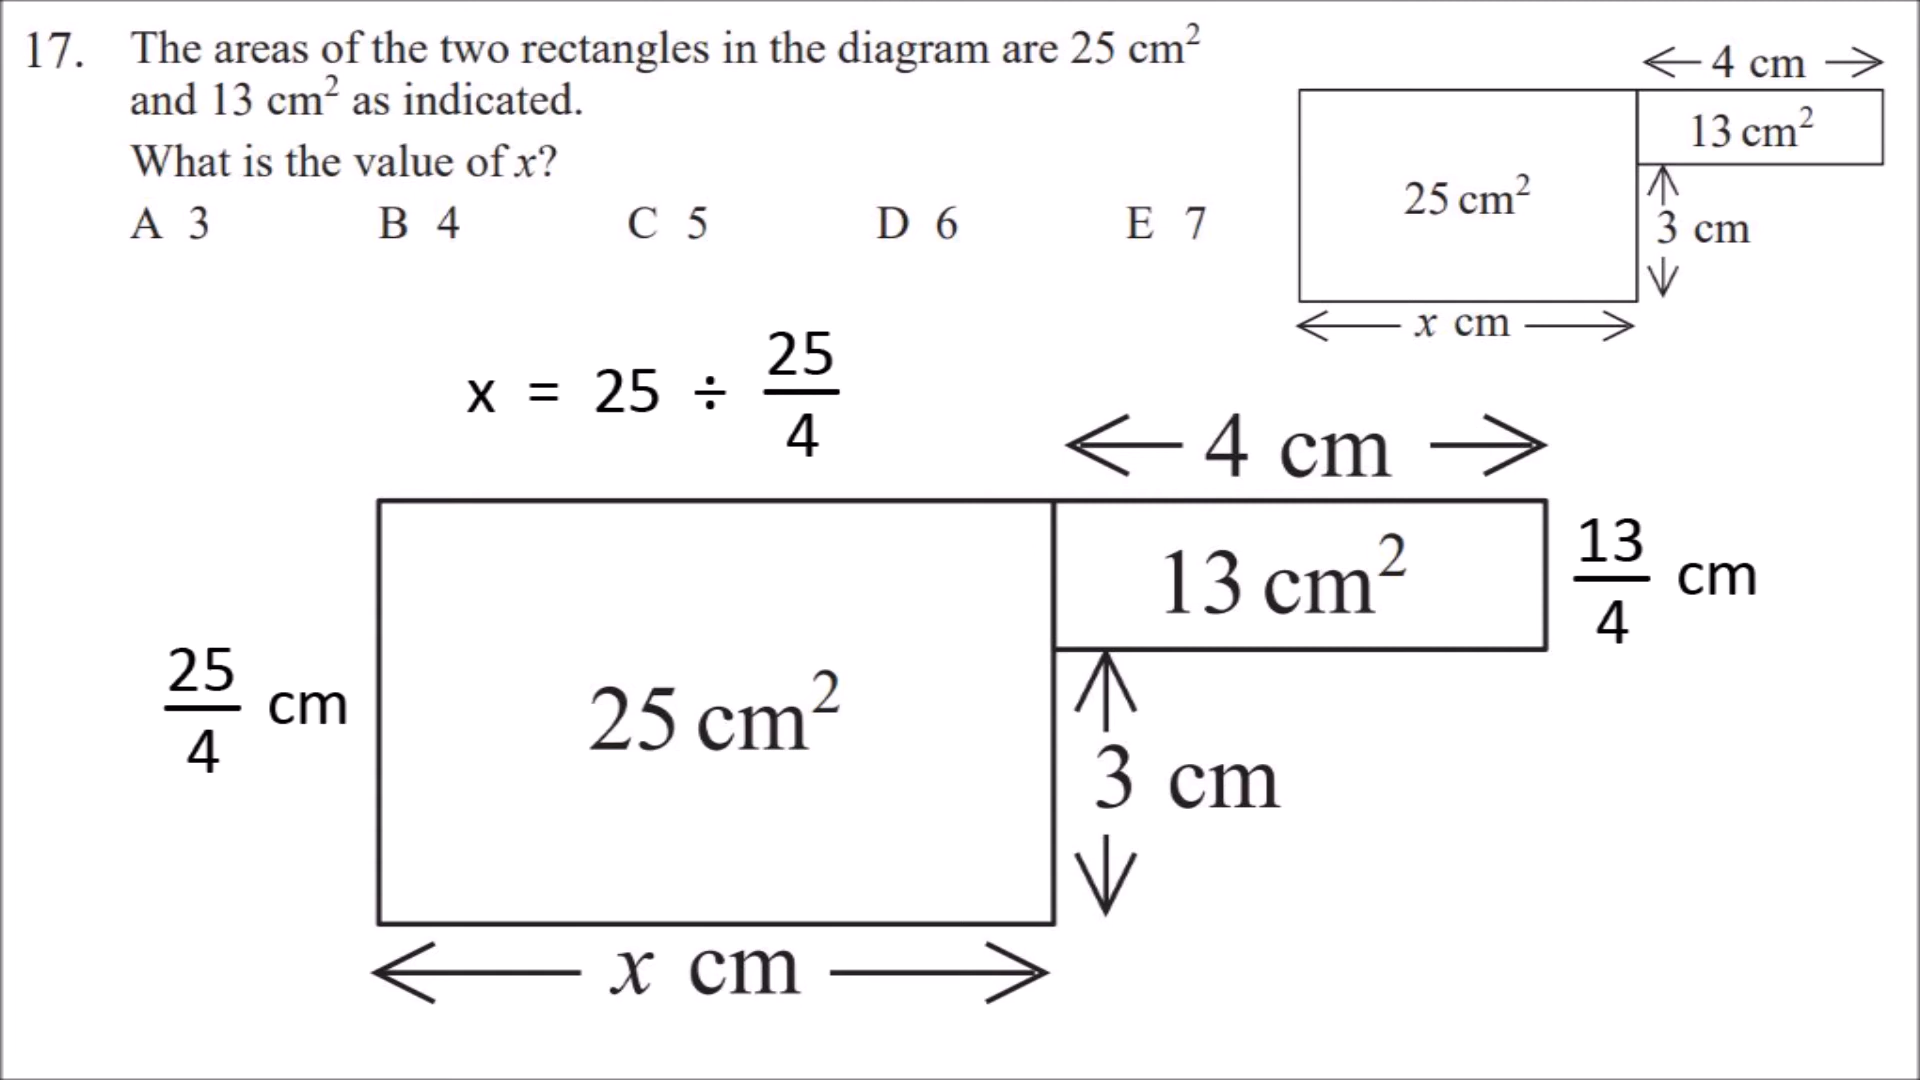 17. The areas of the two rectangles in the diagram are 25 cm²
and 13 cm² as indicated.
What is the value of x?
A 3 B 4 C 5 D 6 E 7
4 cm
13 cm²
25 cm²
3 cm
x cm
x = 25 ÷ 25/4
4 cm
13 cm²
13/4 cm
25/4 cm
25 cm²
3 cm
x cm